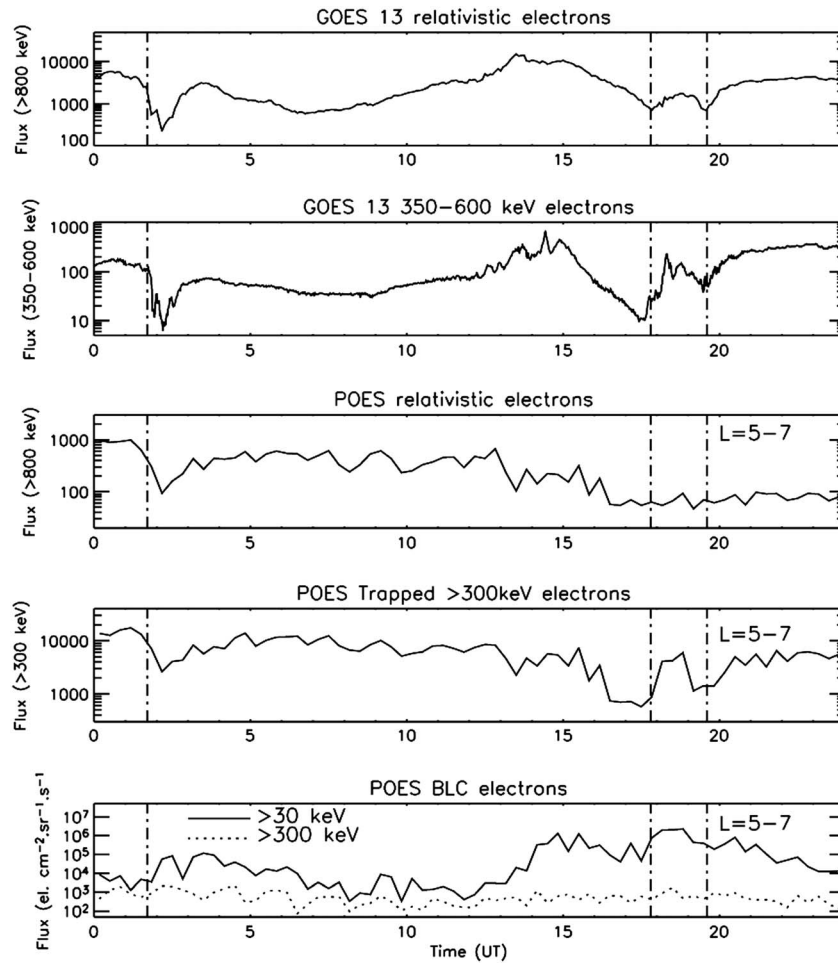 GOES 13 relativistic electrons
Flux (>800 keV)
10000
1000
100
0 5 10 15 20
GOES 13 350−600 keV electrons
Flux (350−600 keV)
1000
100
10
0 5 10 15 20
POES relativistic electrons
L=5−7
Flux (>800 keV)
1000
100
0 5 10 15 20
POES Trapped >300keV electrons
L=5−7
Flux (>300 keV)
10000
1000
0 5 10 15 20
POES BLC electrons
>30 keV
>300 keV
L=5−7
Flux (el. cm⁻².sr⁻¹.s⁻¹)
10⁷
10⁶
10⁵
10⁴
10³
10²
0 5 10 15 20
Time (UT)